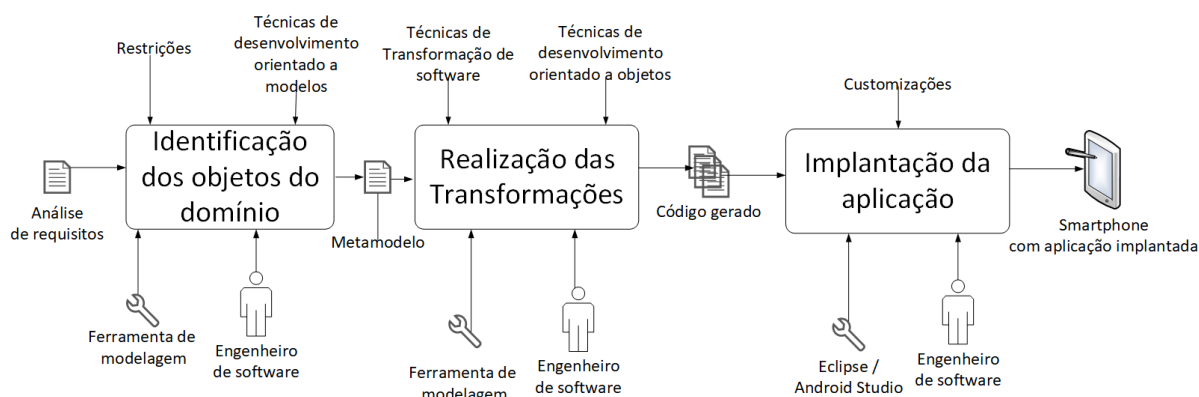 Restrições
Técnicas de
desenvolvimento
orientado a
modelos
Identificação
dos objetos do
domínio
Análise
de requisitos
Ferramenta de
modelagem
Engenheiro
de software
Metamodelo
Técnicas de
Transformação de
software
Técnicas de
desenvolvimento
orientado a objetos
Realização das
Transformações
Ferramenta de
modelagem
Engenheiro
de software
Código gerado
Customizações
Implantação da
aplicação
Eclipse /
Android Studio
Engenheiro
de software
Smartphone
com aplicação implantada